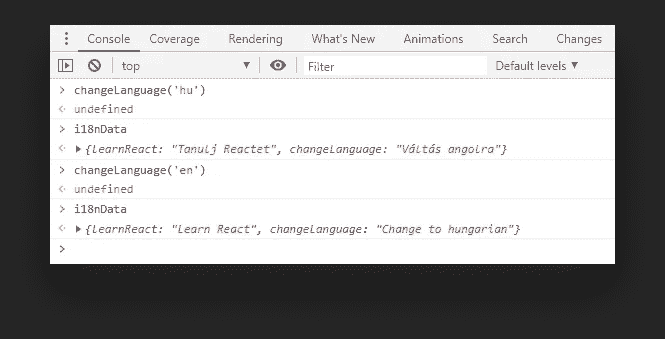 Console Coverage Rendering What's New Animations Search Changes
top Filter Default levels
changeLanguage('hu')
undefined
i18nData
{learnReact: "Tanulj Reactet", changeLanguage: "Váltás angolra"}
changeLanguage('en')
undefined
i18nData
{learnReact: "Learn React", changeLanguage: "Change to hungarian"}